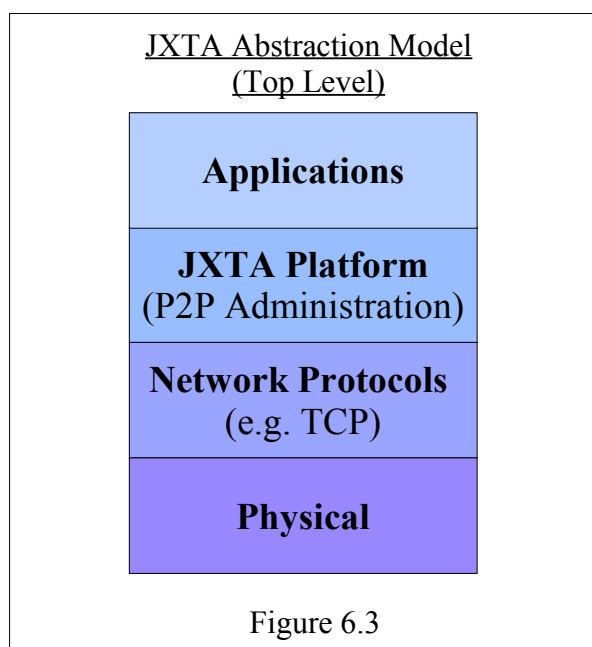 JXTA Abstraction Model
(Top Level)
Applications
JXTA Platform
(P2P Administration)
Network Protocols
(e.g. TCP)
Physical
Figure 6.3